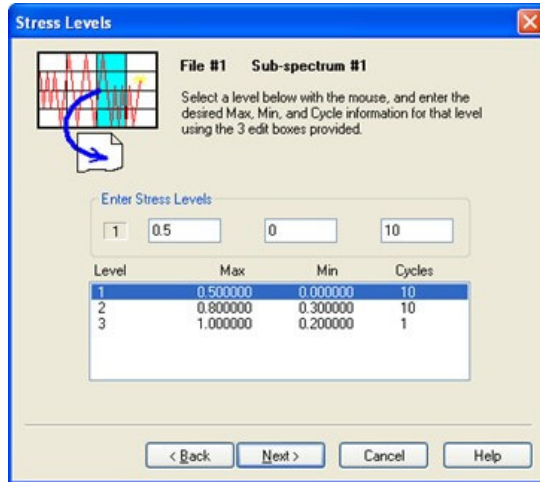 Stress Levels
File #1 Sub-spectrum #1
Select a level below with the mouse, and enter the
desired Max, Min, and Cycle information for that level
using the 3 edit boxes provided.
Enter Stress Levels
1 0.5 0 10
Level Max Min Cycles
1 0.500000 0.000000 10
2 0.800000 0.300000 10
3 1.000000 0.200000 1
< Back Next > Cancel Help